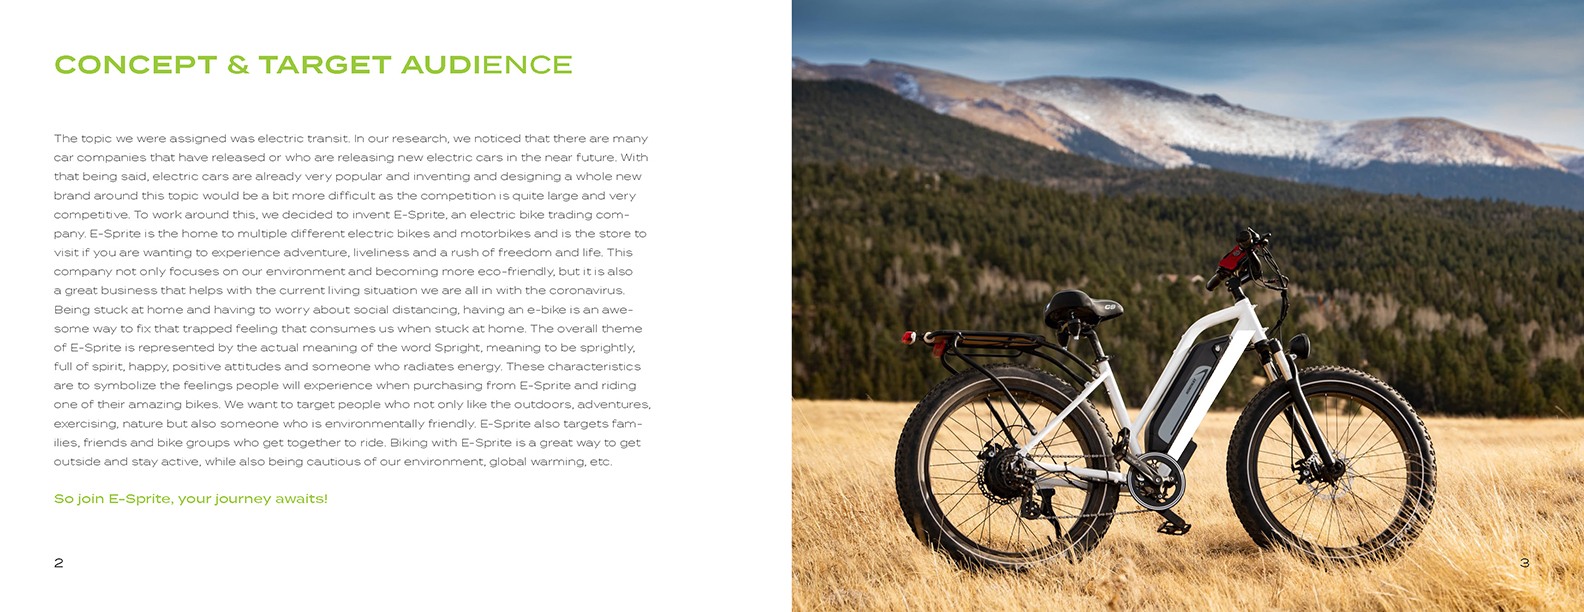 CONCEPT & TARGET AUDIENCE
The topic we were assigned was electric transit. In our research, we noticed that there are many
car companies that have released or who are releasing new electric cars in the near future. With
that being said, electric cars are already very popular and inventing and designing a whole new
brand around this topic would be a bit more difficult as the competition is quite large and very
competitive. To work around this, we decided to invent E-Sprite, an electric bike trading com-
pany. E-Sprite is the home to multiple different electric bikes and motorbikes and is the store to
visit if you are wanting to experience adventure, liveliness and a rush of freedom and life. This
company not only focuses on our environment and becoming more eco-friendly, but it is also
a great business that helps with the current living situation we are all in with the coronavirus.
Being stuck at home and having to worry about social distancing, having an e-bike is an awe-
some way to fix that trapped feeling that consumes us when stuck at home. The overall theme
of E-Sprite is represented by the actual meaning of the word Spright, meaning to be sprightly,
full of spirit, happy, positive attitudes and someone who radiates energy. These characteristics
are to symbolize the feelings people will experience when purchasing from E-Sprite and riding
one of their amazing bikes. We want to target people who not only like the outdoors, adventures,
exercising, nature but also someone who is environmentally friendly. E-Sprite also targets fam-
ilies, friends and bike groups who get together to ride. Biking with E-Sprite is a great way to get
outside and stay active, while also being cautious of our environment, global warming, etc.
So join E-Sprite, your journey awaits!
2
3